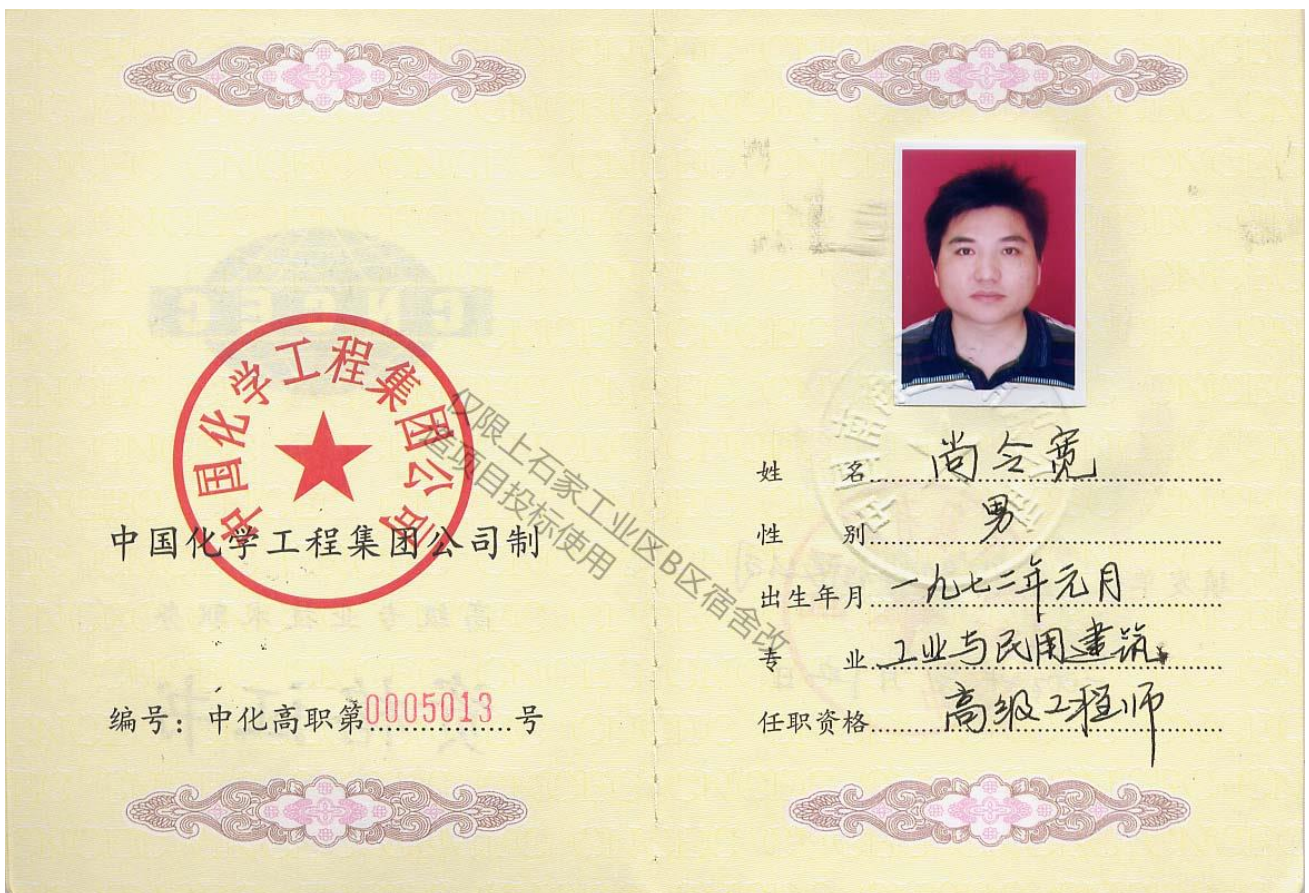 中国化学工程集团公司
中国化学工程集团公司制
编号：中化高职第0005013号
仅限上石家工业区B区宿舍改
造项目投标使用
姓 名 尚令宽
性 别 男
出生年月 一九七二年元月
专 业 工业与民用建筑
任职资格 高级工程师